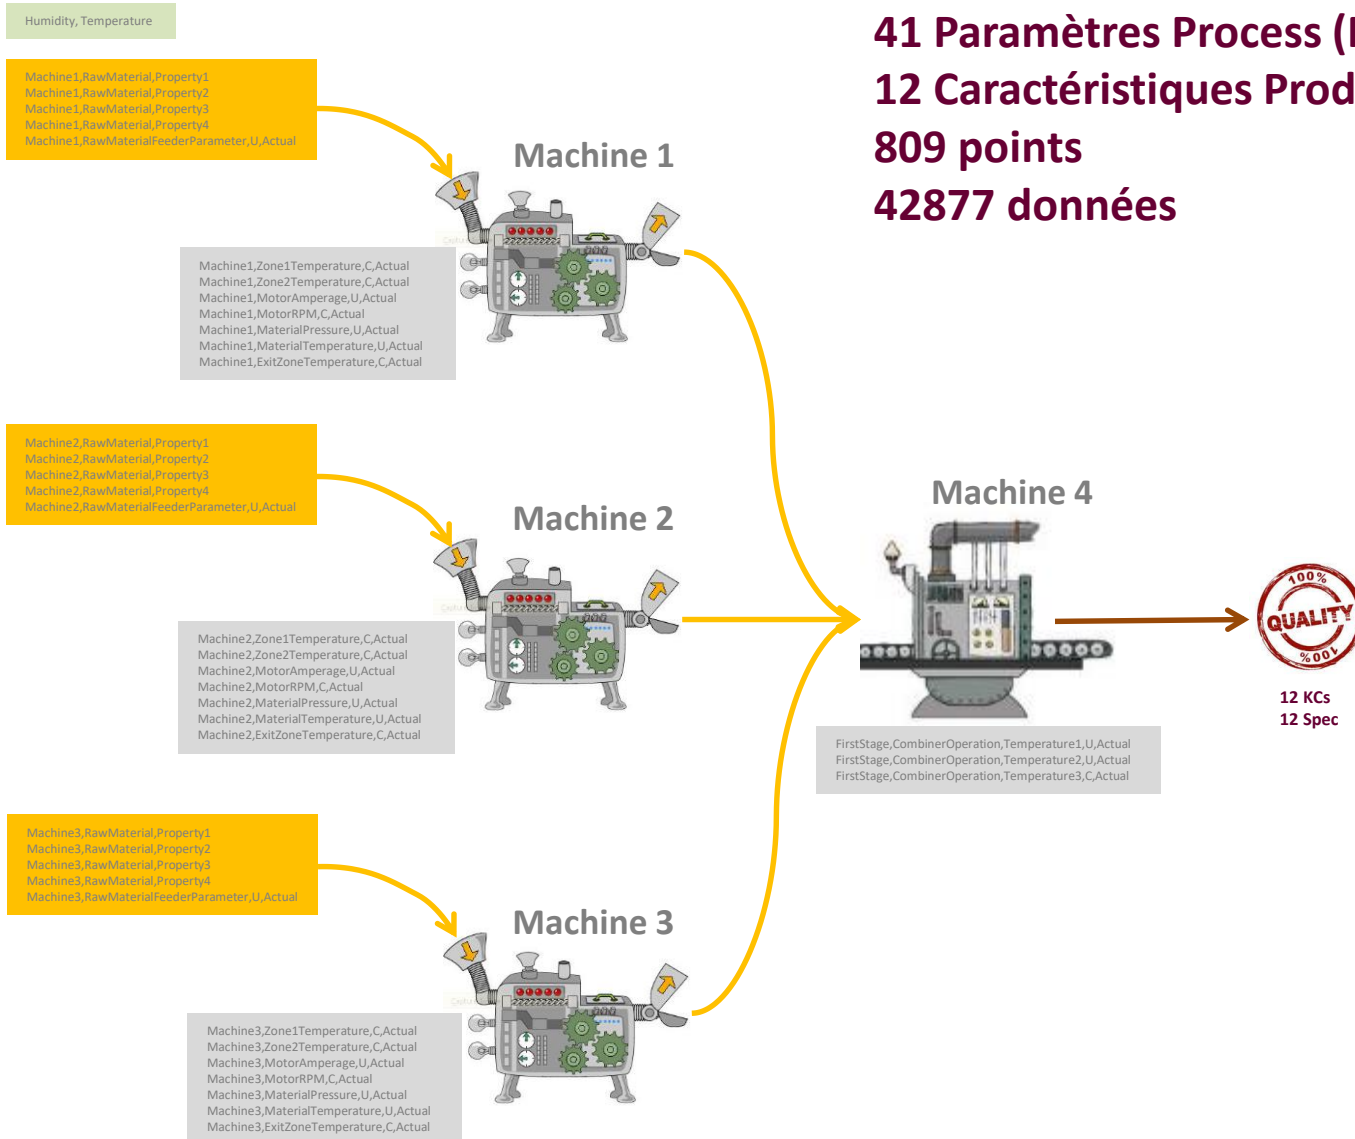 Humidity, Temperature
41 Paramètres Process (
12 Caractéristiques Prod
809 points
42877 données
Machine1,RawMaterial,Property1
Machine1,RawMaterial,Property2
Machine1,RawMaterial,Property3
Machine1,RawMaterial,Property4
Machine1,RawMaterialFeederParameter,U,Actual
Machine 1
Machine1,Zone1Temperature,C,Actual
Machine1,Zone2Temperature,C,Actual
Machine1,MotorAmperage,U,Actual
Machine1,MotorRPM,C,Actual
Machine1,MaterialPressure,U,Actual
Machine1,MaterialTemperature,U,Actual
Machine1,ExitZoneTemperature,C,Actual
Machine2,RawMaterial,Property1
Machine2,RawMaterial,Property2
Machine2,RawMaterial,Property3
Machine2,RawMaterial,Property4
Machine2,RawMaterialFeederParameter,U,Actual
Machine 2
Machine2,Zone1Temperature,C,Actual
Machine2,Zone2Temperature,C,Actual
Machine2,MotorAmperage,U,Actual
Machine2,MotorRPM,C,Actual
Machine2,MaterialPressure,U,Actual
Machine2,MaterialTemperature,U,Actual
Machine2,ExitZoneTemperature,C,Actual
Machine 4
FirstStage,CombinerOperation,Temperature1,U,Actual
FirstStage,CombinerOperation,Temperature2,U,Actual
FirstStage,CombinerOperation,Temperature3,C,Actual
100%
QUALITY
100%
12 KCs
12 Spec
Machine3,RawMaterial,Property1
Machine3,RawMaterial,Property2
Machine3,RawMaterial,Property3
Machine3,RawMaterial,Property4
Machine3,RawMaterialFeederParameter,U,Actual
Machine 3
Machine3,Zone1Temperature,C,Actual
Machine3,Zone2Temperature,C,Actual
Machine3,MotorAmperage,U,Actual
Machine3,MotorRPM,C,Actual
Machine3,MaterialPressure,U,Actual
Machine3,MaterialTemperature,U,Actual
Machine3,ExitZoneTemperature,C,Actual